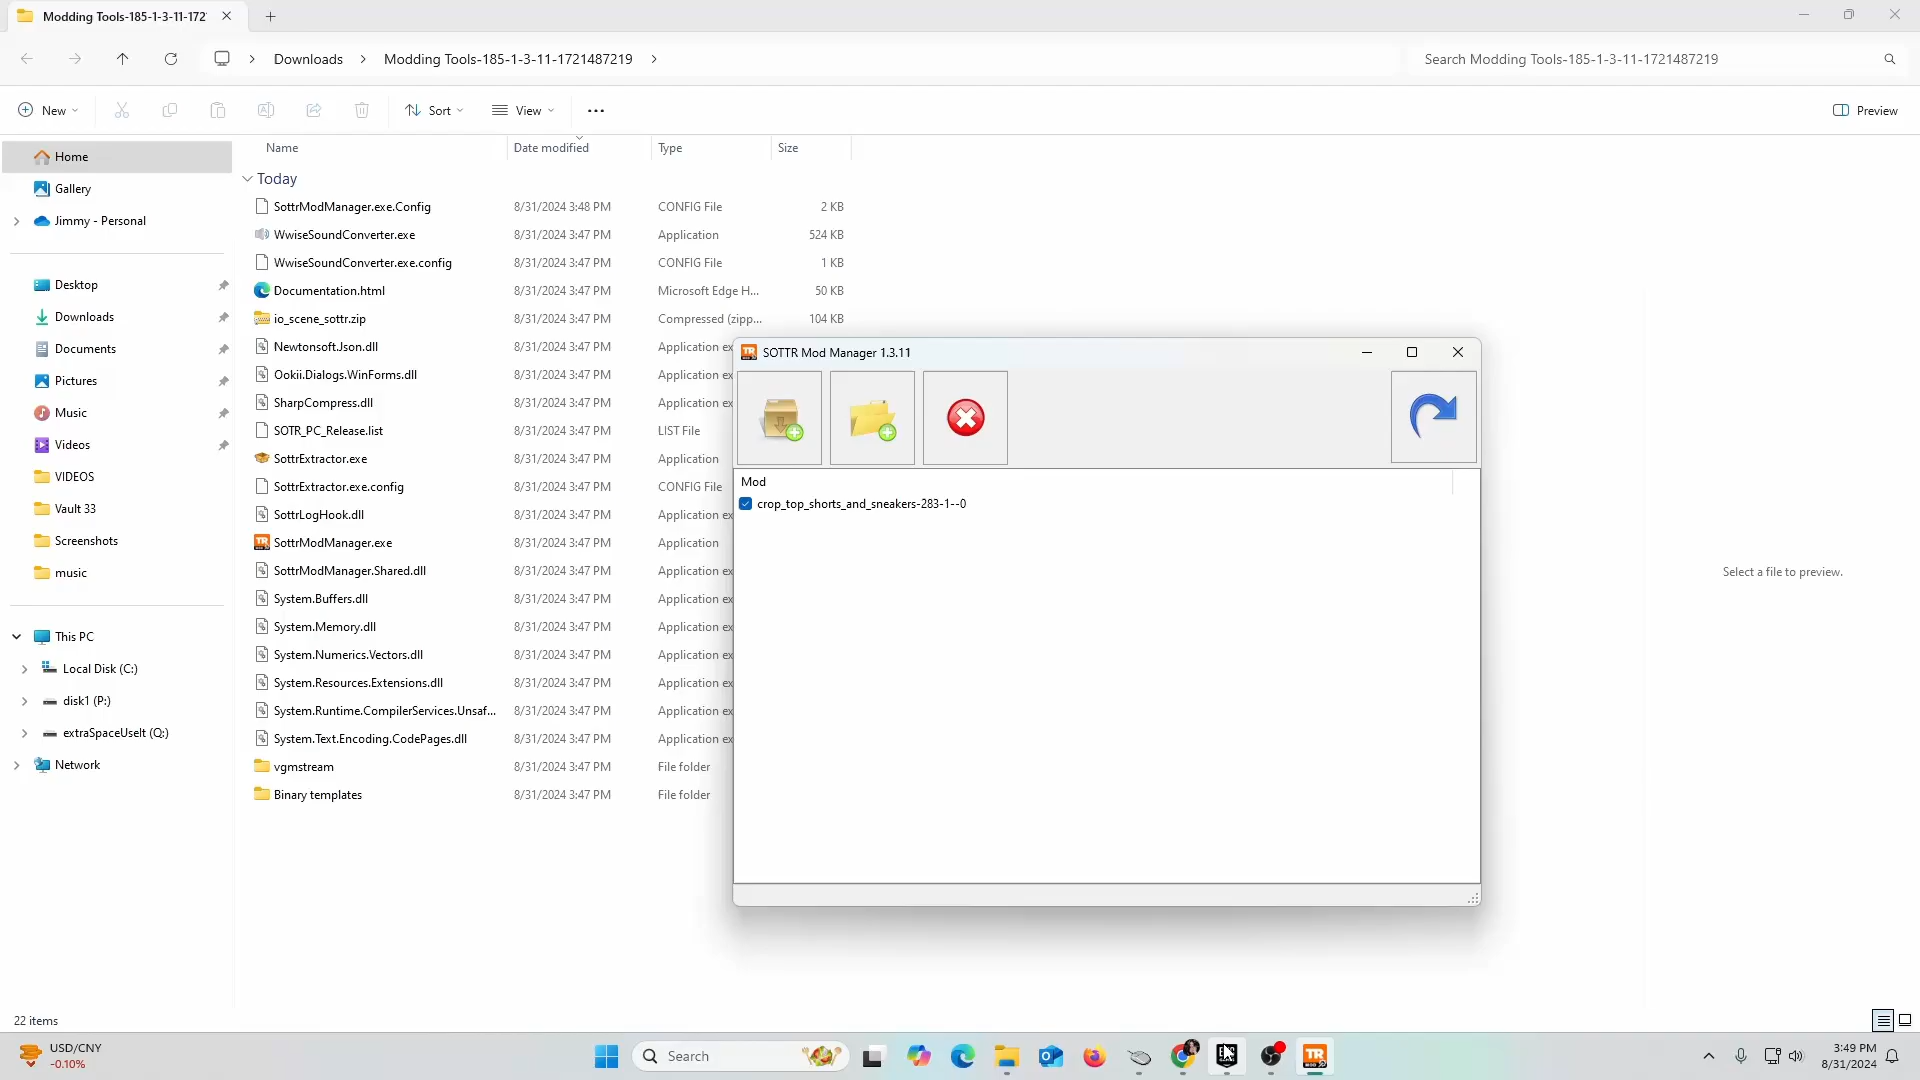 Modding Tools-185-1-3-11-172
Downloads
Modding Tools-185-1-3-11-1721487219
Search Modding Tools-185-1-3-11-1721487219
New
Sort
View
Preview
Home
Gallery
Jimmy - Personal
Desktop
Downloads
Documents
Pictures
Music
Videos
VIDEOS
Vault 33
Screenshots
music
This PC
Local Disk (C:)
disk1 (P:)
extraSpaceUseIt (Q:)
Network
Name Date modified Type Size
Today
SottrModManager.exe.Config 8/31/2024 3:48 PM CONFIG File 2 KB
WwiseSoundConverter.exe 8/31/2024 3:47 PM Application 524 KB
WwiseSoundConverter.exe.config 8/31/2024 3:47 PM CONFIG File 1 KB
Documentation.html 8/31/2024 3:47 PM Microsoft Edge H... 50 KB
io_scene_sottr.zip 8/31/2024 3:47 PM Compressed (zipp... 104 KB
Newtonsoft.Json.dll 8/31/2024 3:47 PM Application ex
Ookii.Dialogs.WinForms.dll 8/31/2024 3:47 PM Application ex
SharpCompress.dll 8/31/2024 3:47 PM Application ex
SOTR_PC_Release.list 8/31/2024 3:47 PM LIST File
SottrExtractor.exe 8/31/2024 3:47 PM Application
SottrExtractor.exe.config 8/31/2024 3:47 PM CONFIG File
SottrLogHook.dll 8/31/2024 3:47 PM Application ex
SottrModManager.exe 8/31/2024 3:47 PM Application
SottrModManager.Shared.dll 8/31/2024 3:47 PM Application ex
System.Buffers.dll 8/31/2024 3:47 PM Application ex
System.Memory.dll 8/31/2024 3:47 PM Application ex
System.Numerics.Vectors.dll 8/31/2024 3:47 PM Application ex
System.Resources.Extensions.dll 8/31/2024 3:47 PM Application ex
System.Runtime.CompilerServices.Unsaf... 8/31/2024 3:47 PM Application ex
System.Text.Encoding.CodePages.dll 8/31/2024 3:47 PM Application ex
vgmstream 8/31/2024 3:47 PM File folder
Binary templates 8/31/2024 3:47 PM File folder
SOTTR Mod Manager 1.3.11
Mod
crop_top_shorts_and_sneakers-283-1--0
Select a file to preview.
22 items
USD/CNY
-0.10%
Search
TR
3:49 PM
8/31/2024